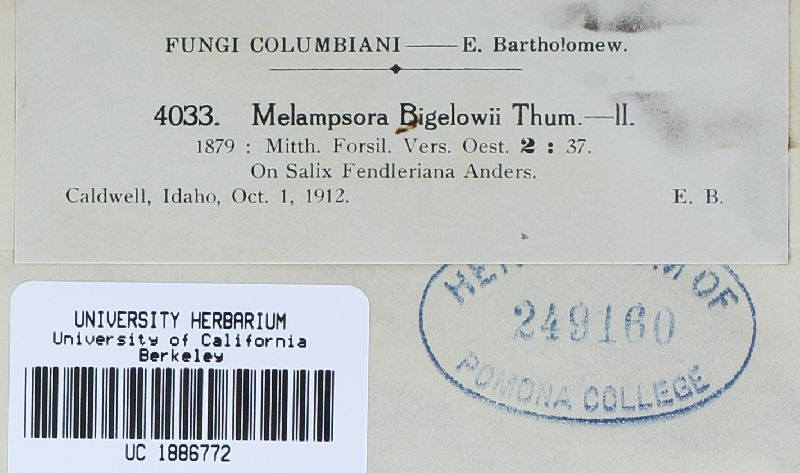 FUNGI COLUMBIANI—E. Bartholomew.
4033. Melampsora Bigelowii Thum.—II.
1879 : Mitth. Forsil. Vers. Oest. 2 : 37.
On Salix Fendleriana Anders.
Caldwell, Idaho, Oct. 1, 1912. E. B.
OF
249160
POMONA COLLEGE
UNIVERSITY HERBARIUM
University of California
Berkeley
UC 1886772